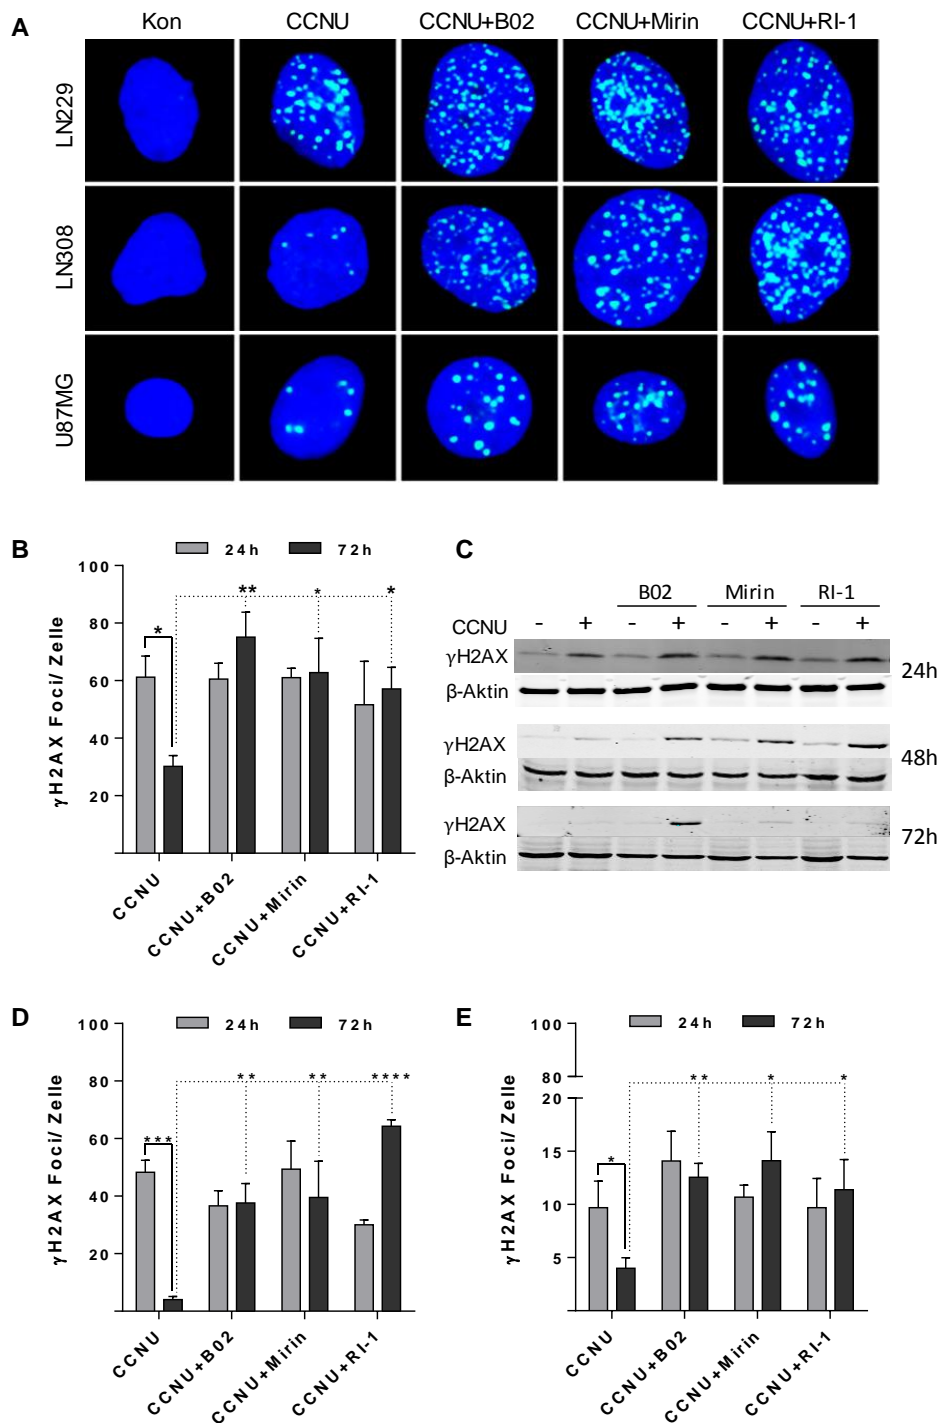 A
Kon CCNU CCNU+B02 CCNU+Mirin CCNU+RI-1
LN229
LN308
U87MG
B
24h 72h
γH2AX Foci/ Zelle
100
80
60
40
20
* ** * *
CCNU CCNU+B02 CCNU+Mirin CCNU+RI-1
C
B02 Mirin RI-1
CCNU - + - + - + - +
γH2AX
β-Aktin
24h
γH2AX
β-Aktin
48h
γH2AX
β-Aktin
72h
D
24h 72h
γH2AX Foci/ Zelle
100
80
60
40
20
*** ** ** ****
CCNU CCNU+B02 CCNU+Mirin CCNU+RI-1
E
24h 72h
γH2AX Foci/ Zelle
100
80
20
15
10
5
* ** * *
CCNU CCNU+B02 CCNU+Mirin CCNU+RI-1